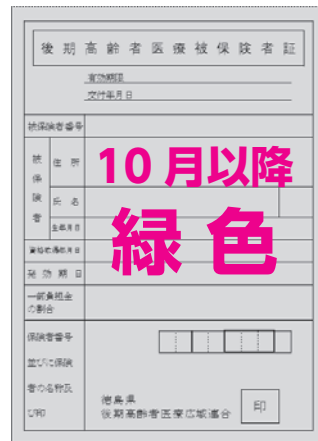 後期高齢者医療被保険者証
有効期限
交付年月日
被保険者番号
被保険者
住所
氏名
生年月日
資格取得年月日
発効期日
一部負担金
の割合
保険者番号
並びに保険
者の名称及
び印
徳島県
後期高齢者医療広域連合
印
10月以降
緑色